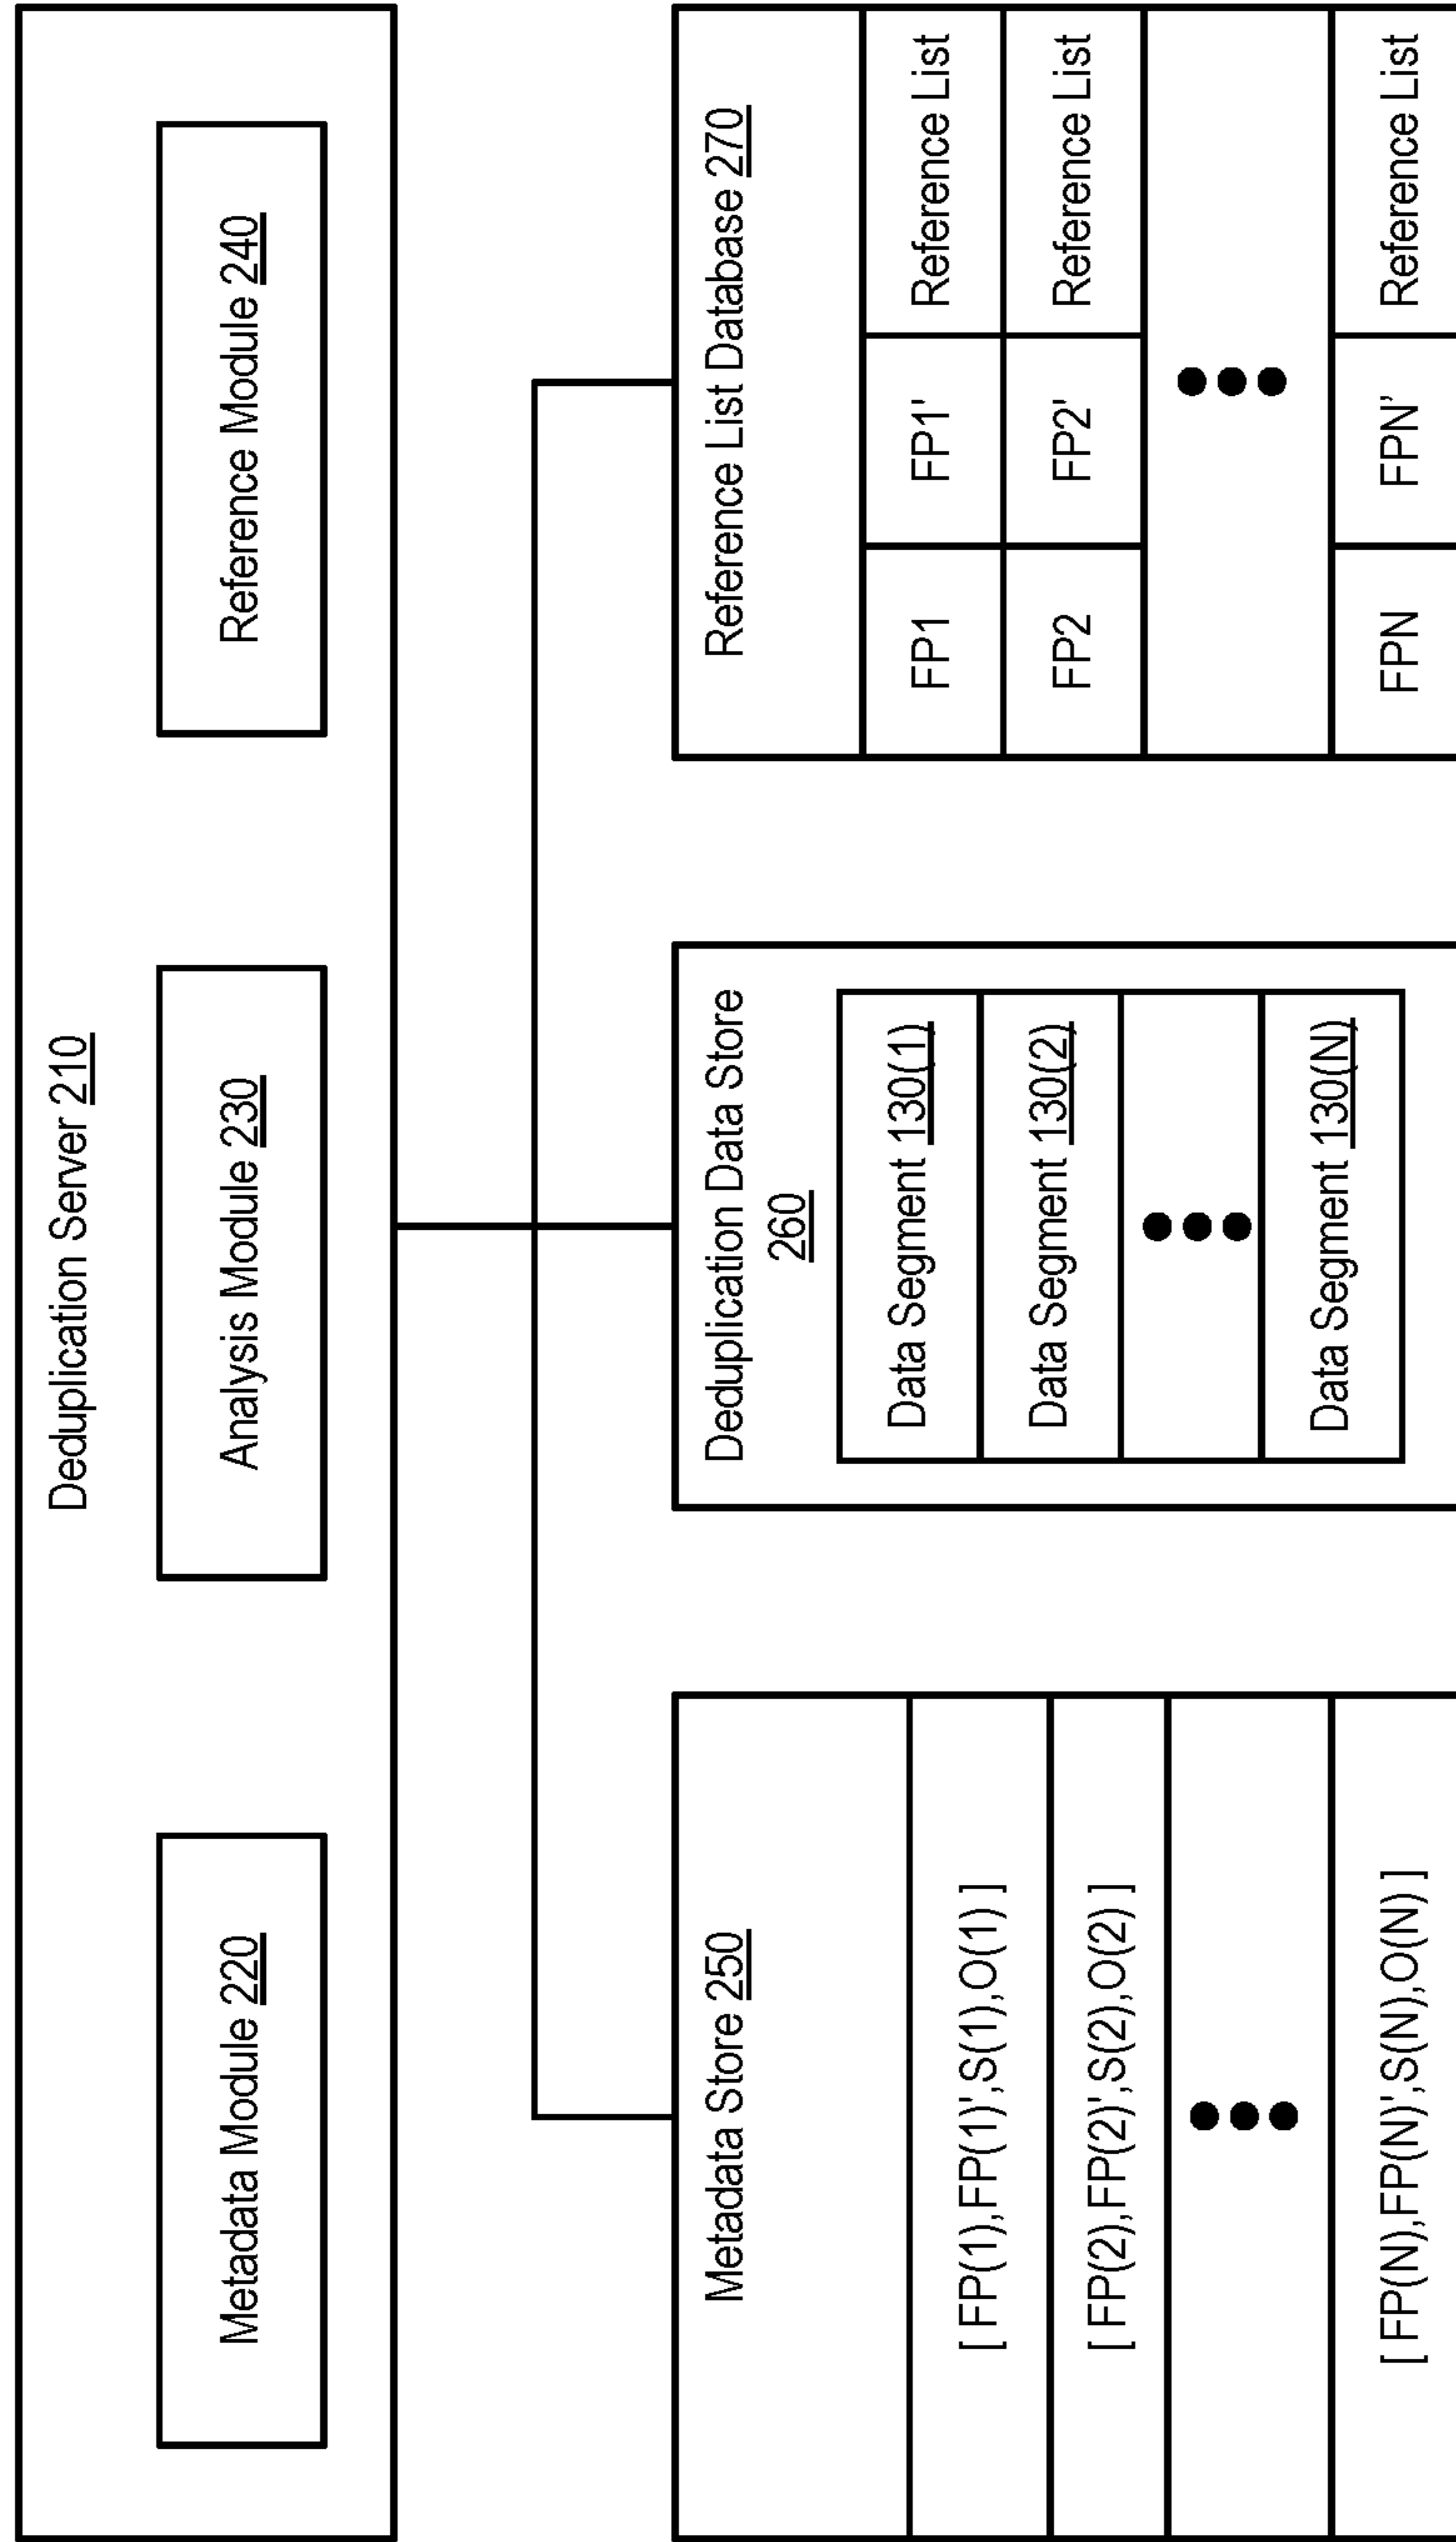 Deduplication Server 210
Metadata Module 220
Analysis Module 230
Reference Module 240
Metadata Store 250
[ FP(1),FP(1)',S(1),O(1) ]
[ FP(2),FP(2)',S(2),O(2) ]
[ FP(N),FP(N)',S(N),O(N) ]
Deduplication Data Store
260
Data Segment 130(1)
Data Segment 130(2)
Data Segment 130(N)
Reference List Database 270
FP1 FP1' Reference List
FP2 FP2' Reference List
FPN FPN’ Reference List